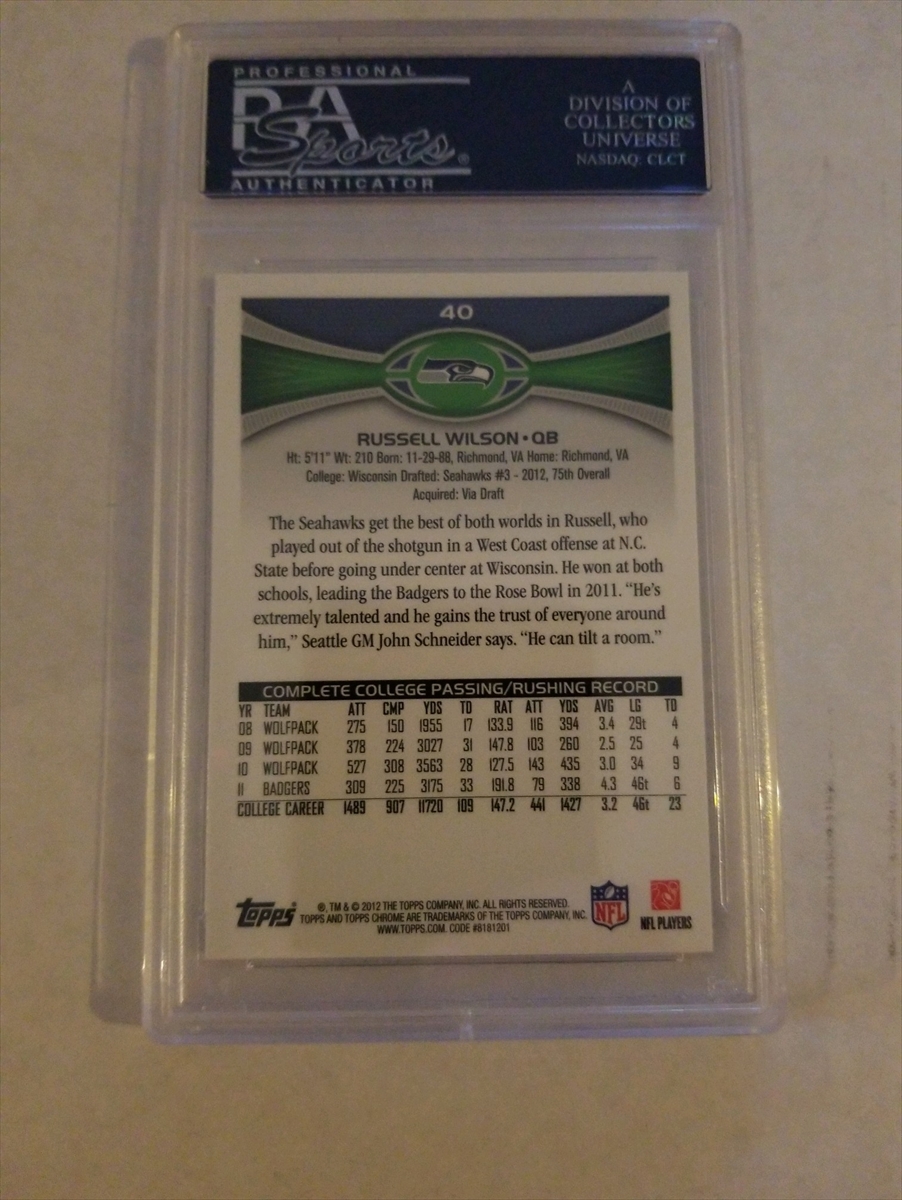 PROFESSIONAL
PSA
Sports®
AUTHENTICATOR
A
DIVISION OF
COLLECTORS
UNIVERSE
NASDAQ: CLCT
40
RUSSELL WILSON • QB
Ht: 5'11" Wt: 210 Born: 11-29-88, Richmond, VA Home: Richmond, VA
College: Wisconsin Drafted: Seahawks #3 - 2012, 75th Overall
Acquired: Via Draft
The Seahawks get the best of both worlds in Russell, who
played out of the shotgun in a West Coast offense at N.C.
State before going under center at Wisconsin. He won at both
schools, leading the Badgers to the Rose Bowl in 2011. “He’s
extremely talented and he gains the trust of everyone around
him,” Seattle GM John Schneider says. “He can tilt a room.”
COMPLETE COLLEGE PASSING/RUSHING RECORD
YR TEAM ATT CMP YDS TD RAT ATT YDS AVG LG TD
08 WOLFPACK 275 150 1955 17 133.9 116 394 3.4 29t 4
09 WOLFPACK 378 224 3027 31 147.8 103 260 2.5 25 4
10 WOLFPACK 527 308 3563 28 127.5 143 435 3.0 34 9
11 BADGERS 309 225 3175 33 191.8 79 338 4.3 46t 6
COLLEGE CAREER 1489 907 11720 109 147.2 441 1427 3.2 46t 23
topps
®, TM & © 2012 THE TOPPS COMPANY, INC. ALL RIGHTS RESERVED.
TOPPS AND TOPPS CHROME ARE TRADEMARKS OF THE TOPPS COMPANY, INC.
WWW.TOPPS.COM. CODE #8181201
NFL
NFL PLAYERS